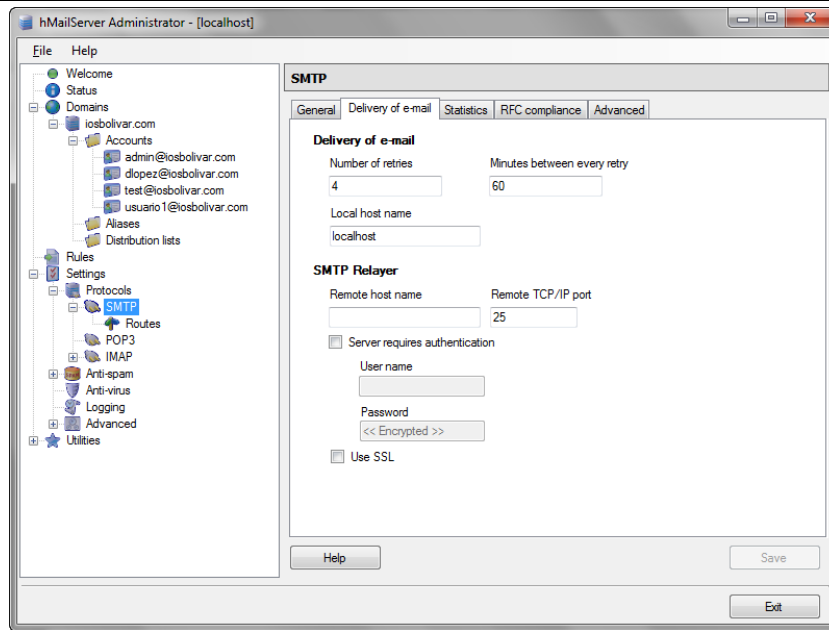 hMailServer Administrator - [localhost]
File Help
Welcome
Status
Domains
iosbolivar.com
Accounts
admin@iosbolivar.com
dlopez@iosbolivar.com
test@iosbolivar.com
usuario1@iosbolivar.com
Aliases
Distribution lists
Rules
Settings
Protocols
SMTP
Routes
POP3
IMAP
Anti-spam
Anti-virus
Logging
Advanced
Utilities
SMTP
General Delivery of e-mail Statistics RFC compliance Advanced
Delivery of e-mail
Number of retries Minutes between every retry
4 60
Local host name
localhost
SMTP Relayer
Remote host name Remote TCP/IP port
25
Server requires authentication
User name
Password
<< Encrypted >>
Use SSL
Help Save
Exit